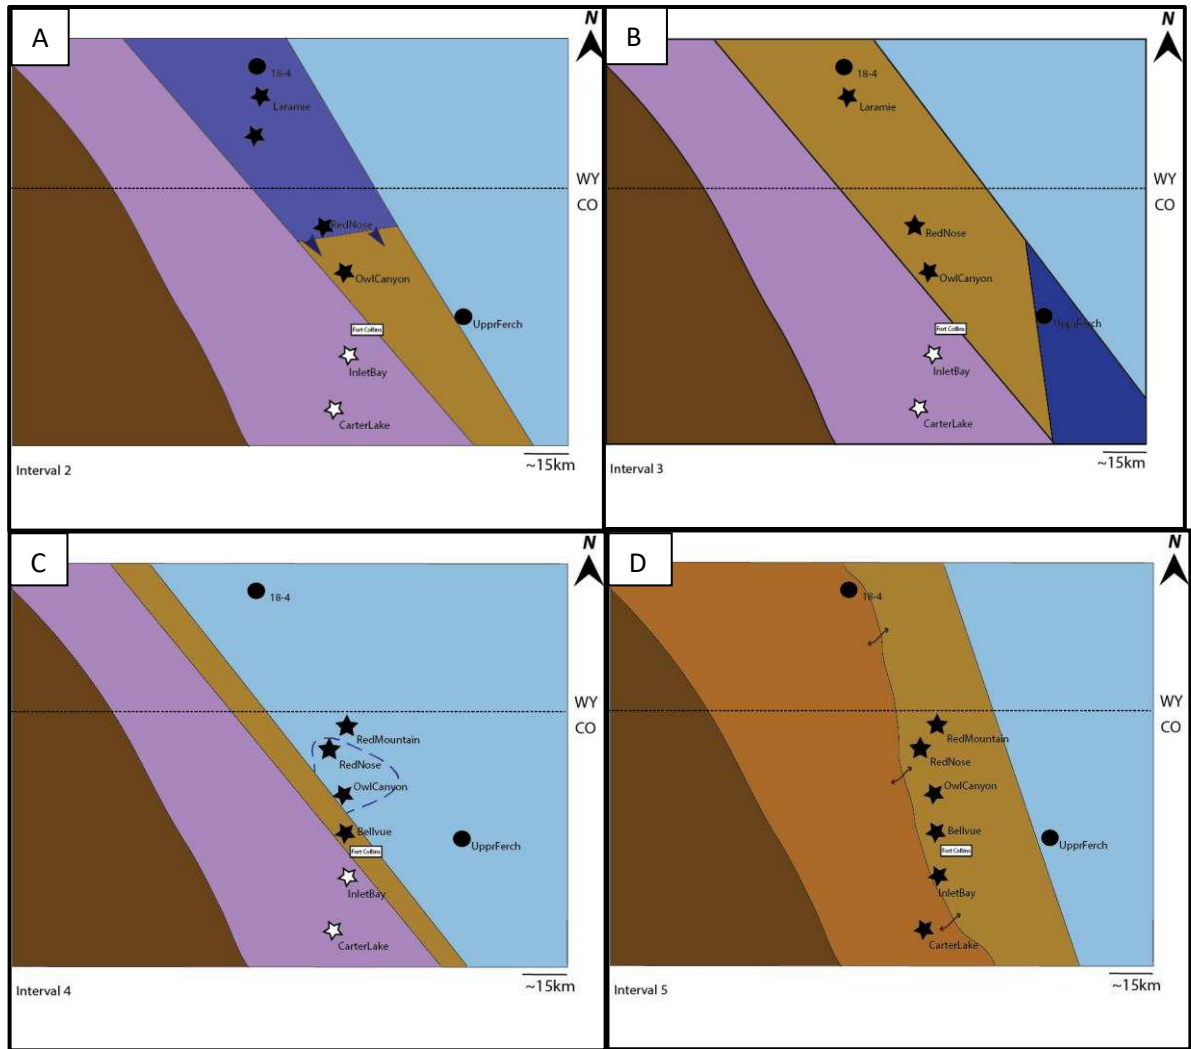 A
N
18-4
Laramie
WY
CO
RedNose
OwlCanyon
UpprFerch
Fort Collins
InletBay
CarterLake
Interval 2
~15km
B
N
18-4
Laramie
WY
CO
RedNose
OwlCanyon
UpprFerch
Fort Collins
InletBay
CarterLake
Interval 3
~15km
C
N
18-4
WY
CO
RedMountain
RedNose
OwlCanyon
Bellvue
UpprFerch
Fort Collins
InletBay
CarterLake
Interval 4
~15km
D
N
18-4
WY
CO
RedMountain
RedNose
OwlCanyon
Bellvue
UpprFerch
Fort Collins
InletBay
CarterLake
Interval 5
~15km